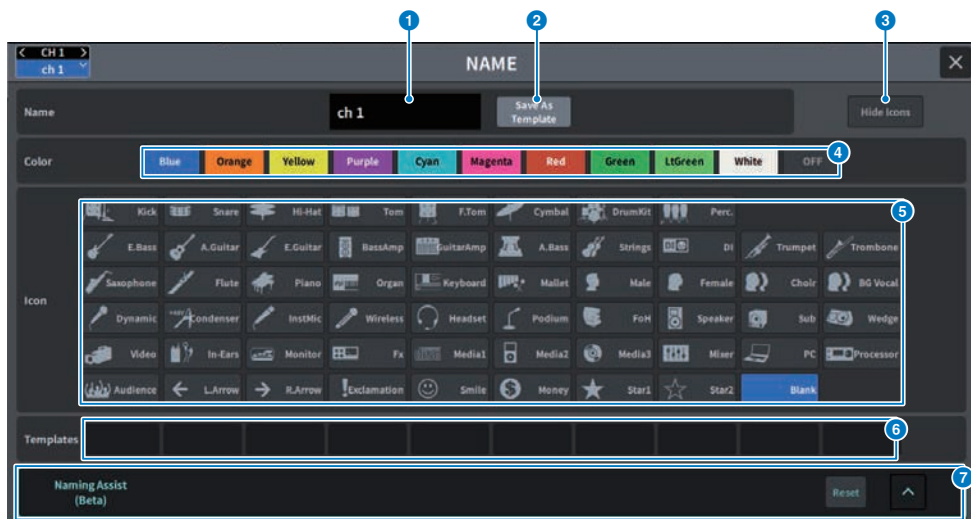 1 2 3
< CH 1 >
ch 1
NAME
Name ch 1 Save As Template Hide Icons
Color Blue Orange Yellow Purple Cyan Magenta Red Green LtGreen White OFF 4
Kick Snare Hi-Hat Tom F.Tom Cymbal DrumKit Perc. 5
E.Bass A.Guitar E.Guitar BassAmp GuitarAmp A.Bass Strings DI DI Trumpet Trombone
Saxophone Flute Piano Organ Keyboard Mallet Male Female Choir BG Vocal
Icon
Dynamic Condenser InstMic Wireless Headset Podium FoH Speaker Sub Wedge
Video In-Ears Monitor Fx Media1 Media2 Media3 Mixer PC Processor
Audience L.Arrow R.Arrow Exclamation Smile Money Star1 Star2 Blank
Templates 6
Naming Assist
(Beta)
Reset 7